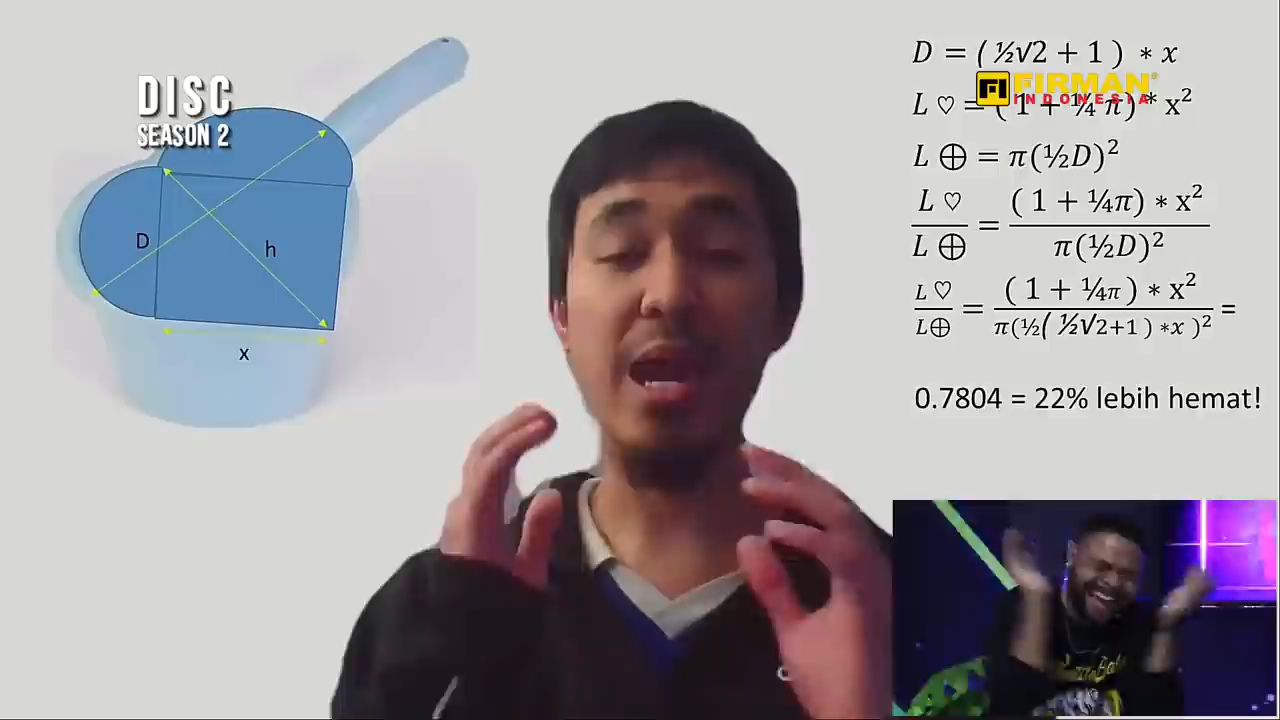 DISC
SEASON 2
D
h
x
D = (½√2 + 1) * x
FIRMAN
INDONESIA
L ♡ = (1 + ¼π) * x²
L ⊕ = π(½D)²
L ♡ / L ⊕ = (1 + ¼π) * x² / π(½D)²
L ♡ / L⊕ = (1 + ¼π) * x² / π(½(½√2+1) *x )² =
0.7804 = 22% lebih hemat!